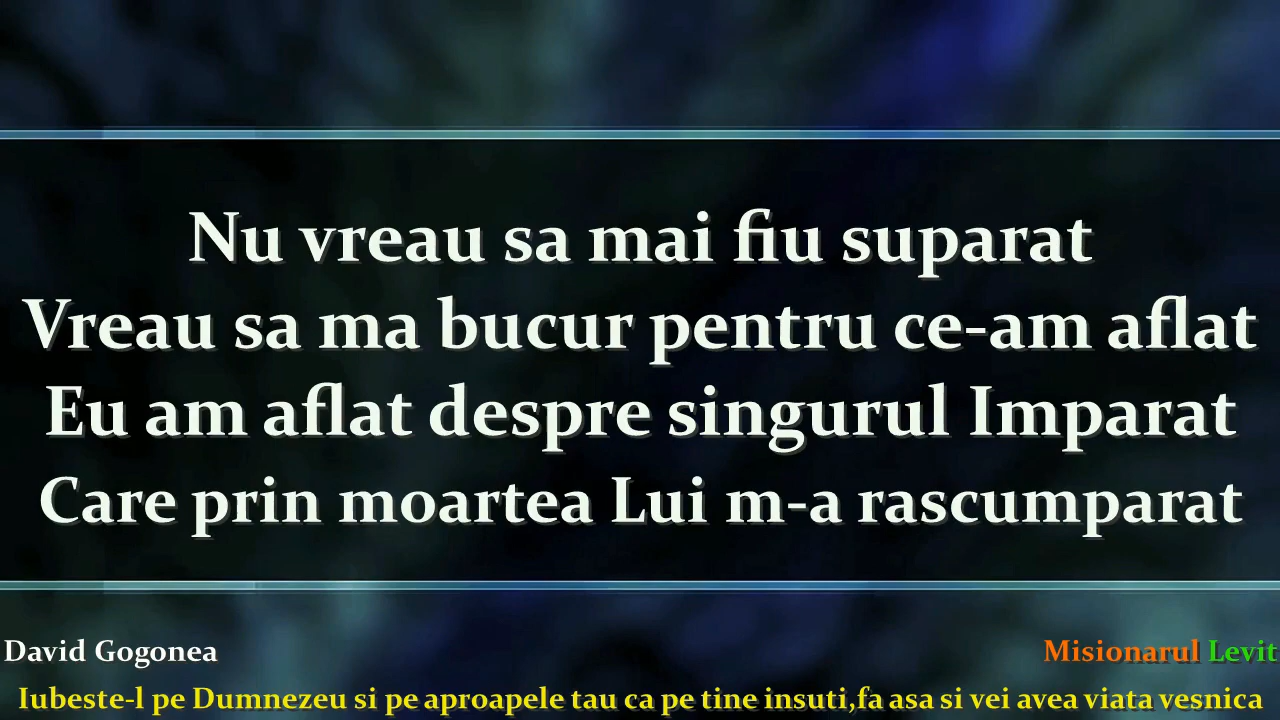 Nu vreau sa mai fiu suparat
Vreau sa ma bucur pentru ce-am aflat
Eu am aflat despre singurul Imparat
Care prin moartea Lui m-a rascumparat
David Gogonea
Misionarul Levit
Iubeste-l pe Dumnezeu si pe aproapele tau ca pe tine insuti,fa asa si vei avea viata vesnica